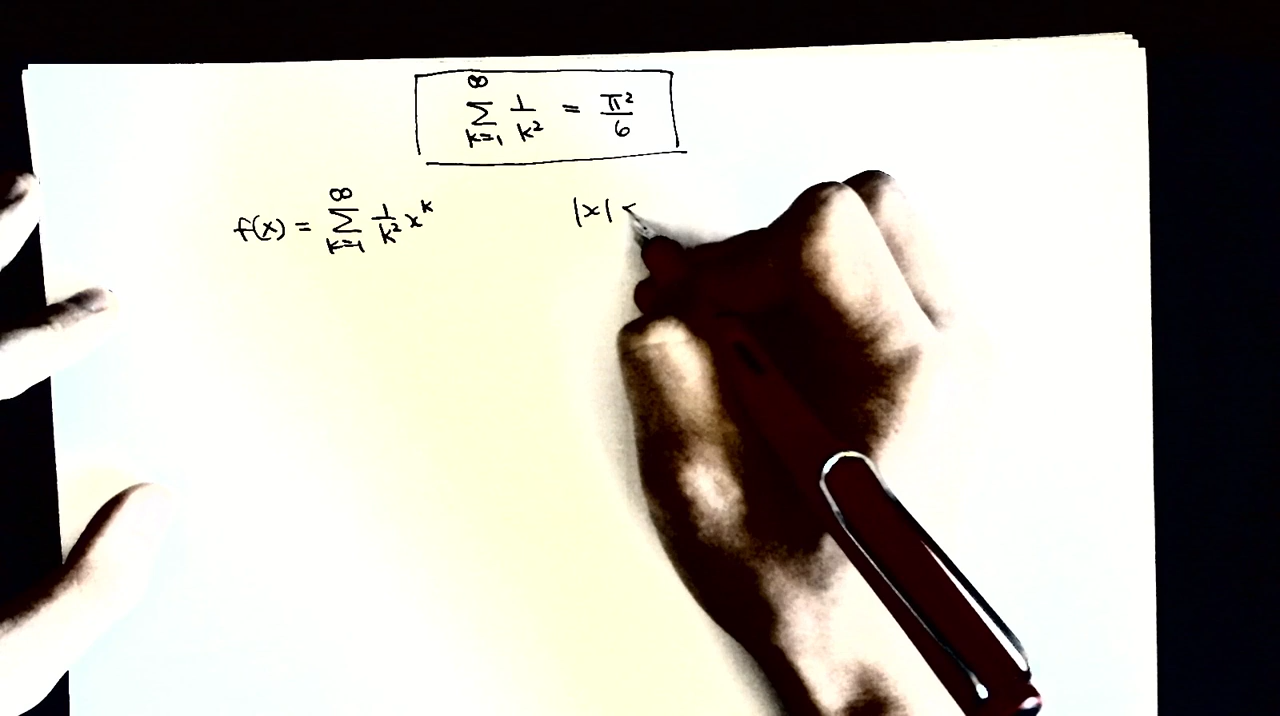 ∞
∑ 1/k² = π²/6
k=1
∞
f(x) = ∑ 1/k² x^k |x| <
k=1